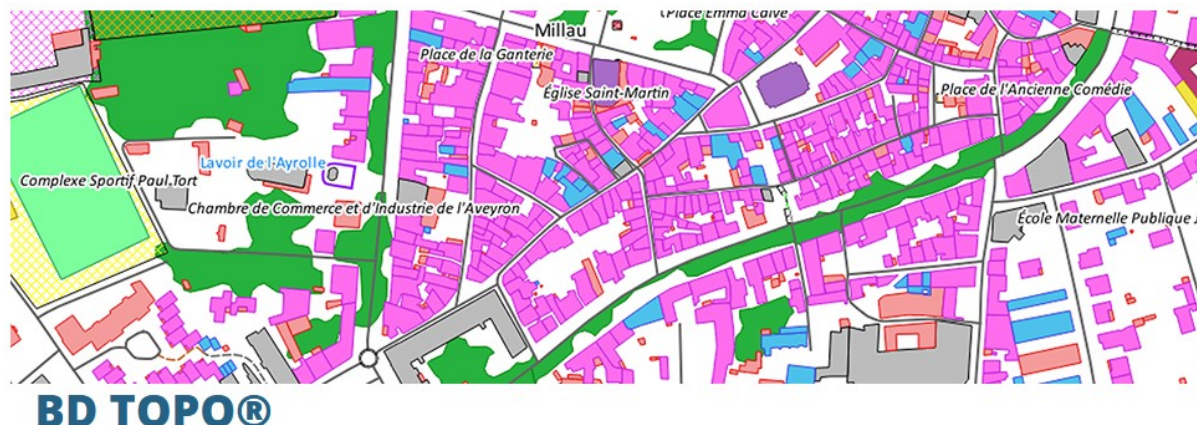 Place Emma Calvé
Millau
Place de la Ganterie
Église Saint-Martin
Place de l'Ancienne Comédie
Lavoir de l'Ayrolle
Complexe Sportif Paul Tort
Chambre de Commerce et d'Industrie de l'Aveyron
École Maternelle Publique J
BD TOPO®